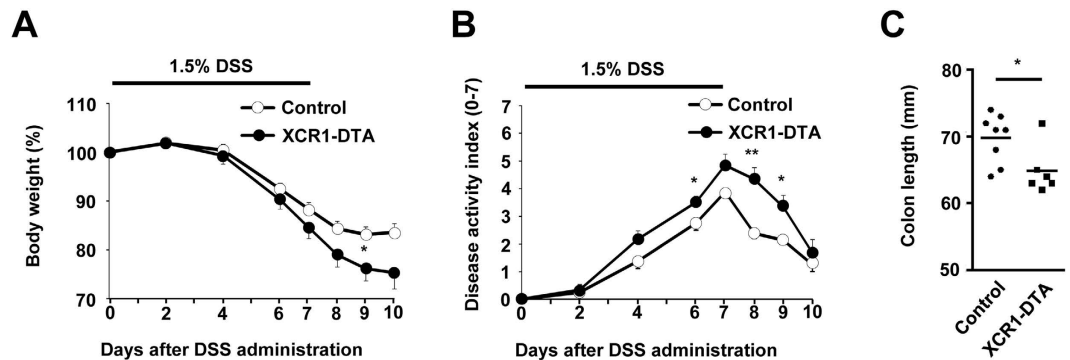 A
1.5% DSS
Control
XCR1-DTA
Body weight (%)
110
100
90
80
70
*
0 2 4 6 7 8 9 10
Days after DSS administration
B
1.5% DSS
Control
XCR1-DTA
Disease activity index (0-7)
7
6
5
4
3
2
1
0
* ** *
0 2 4 6 7 8 9 10
Days after DSS administration
C
*
Colon length (mm)
80
70
60
50
Control
XCR1-DTA